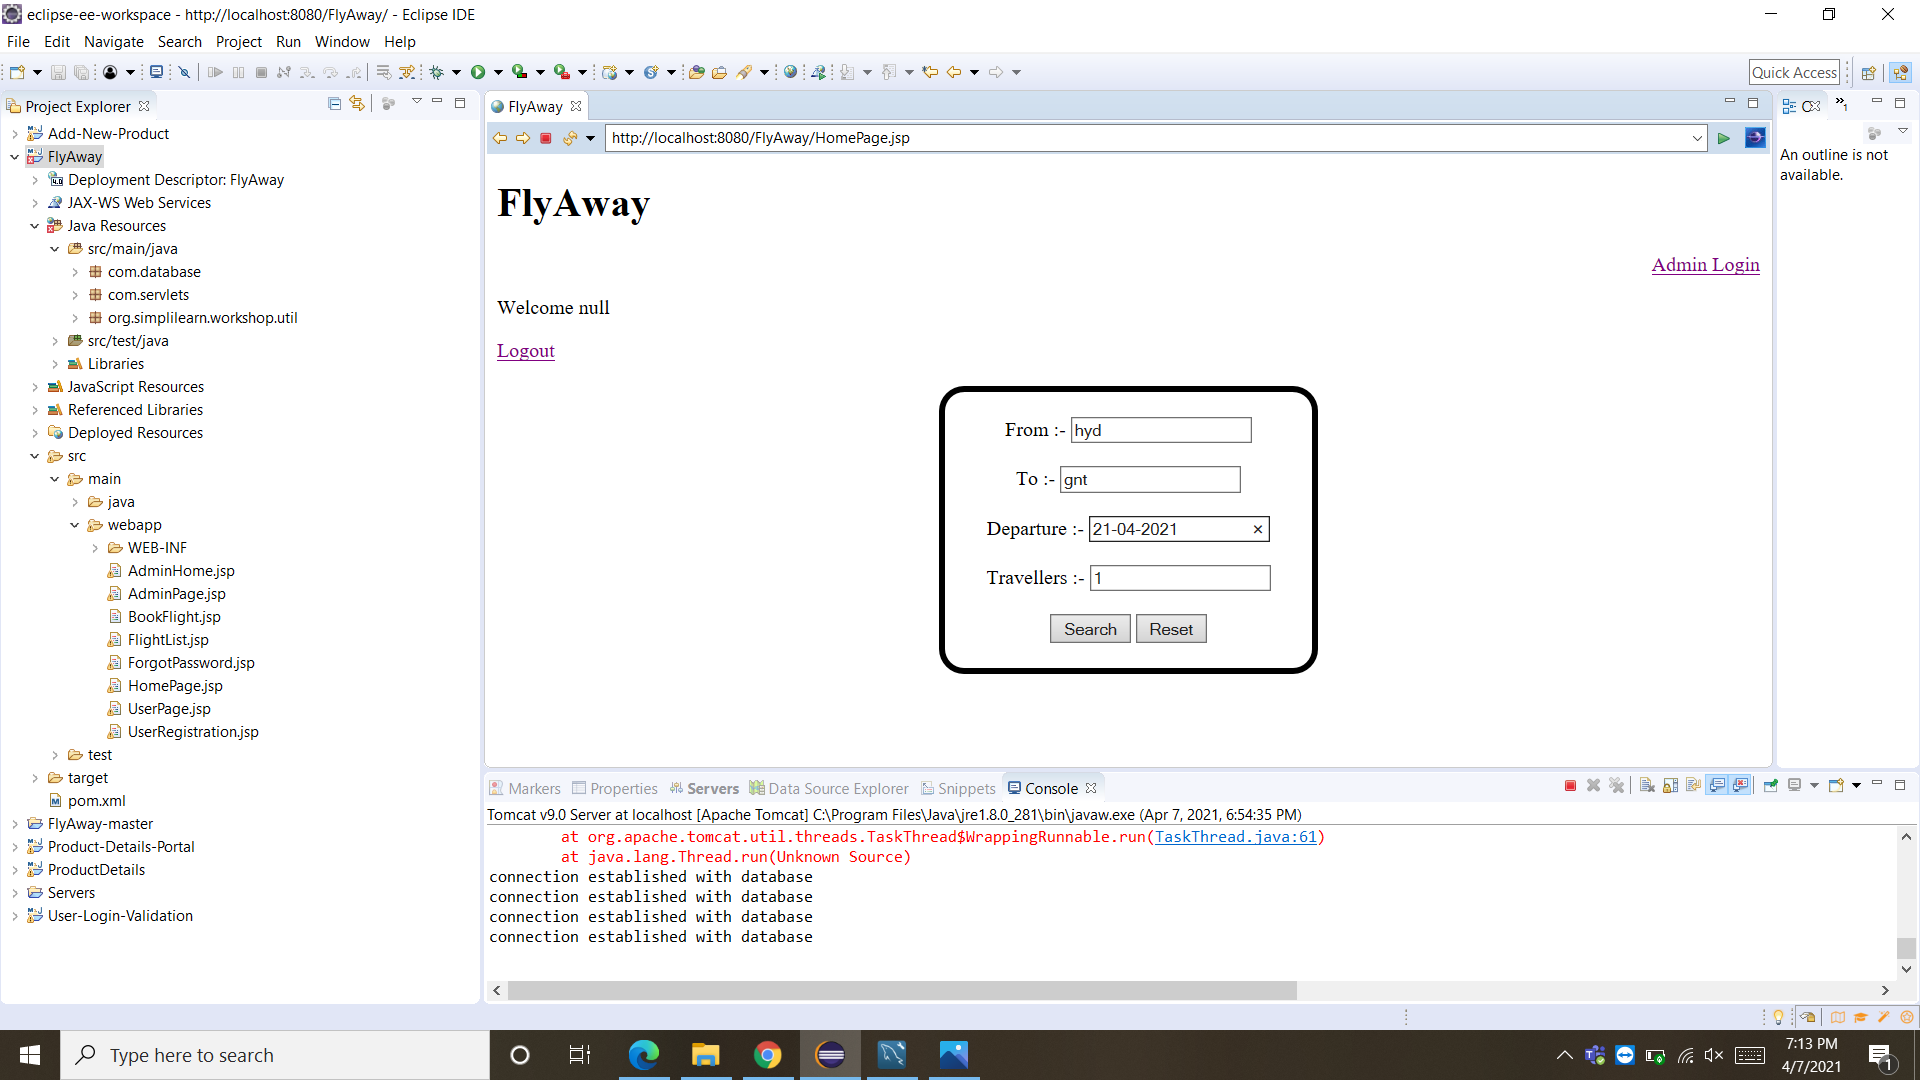 eclipse-ee-workspace - http://localhost:8080/FlyAway/ - Eclipse IDE
File Edit Navigate Search Project Run Window Help
Quick Access
Project Explorer
Add-New-Product
FlyAway
Deployment Descriptor: FlyAway
JAX-WS Web Services
Java Resources
src/main/java
com.database
com.servlets
org.simplilearn.workshop.util
src/test/java
Libraries
JavaScript Resources
Referenced Libraries
Deployed Resources
src
main
java
webapp
WEB-INF
AdminHome.jsp
AdminPage.jsp
BookFlight.jsp
FlightList.jsp
ForgotPassword.jsp
HomePage.jsp
UserPage.jsp
UserRegistration.jsp
test
target
pom.xml
FlyAway-master
Product-Details-Portal
ProductDetails
Servers
User-Login-Validation
FlyAway
http://localhost:8080/FlyAway/HomePage.jsp
FlyAway
Admin Login
Welcome null
Logout
From :- hyd
To :- gnt
Departure :- 21-04-2021
Travellers :- 1
Search Reset
An outline is not
available.
Markers Properties Servers Data Source Explorer Snippets Console
Tomcat v9.0 Server at localhost [Apache Tomcat] C:\Program Files\Java\jre1.8.0_281\bin\javaw.exe (Apr 7, 2021, 6:54:35 PM)
at org.apache.tomcat.util.threads.TaskThread$WrappingRunnable.run(TaskThread.java:61)
at java.lang.Thread.run(Unknown Source)
connection established with database
connection established with database
connection established with database
connection established with database
Type here to search
7:13 PM
4/7/2021
1